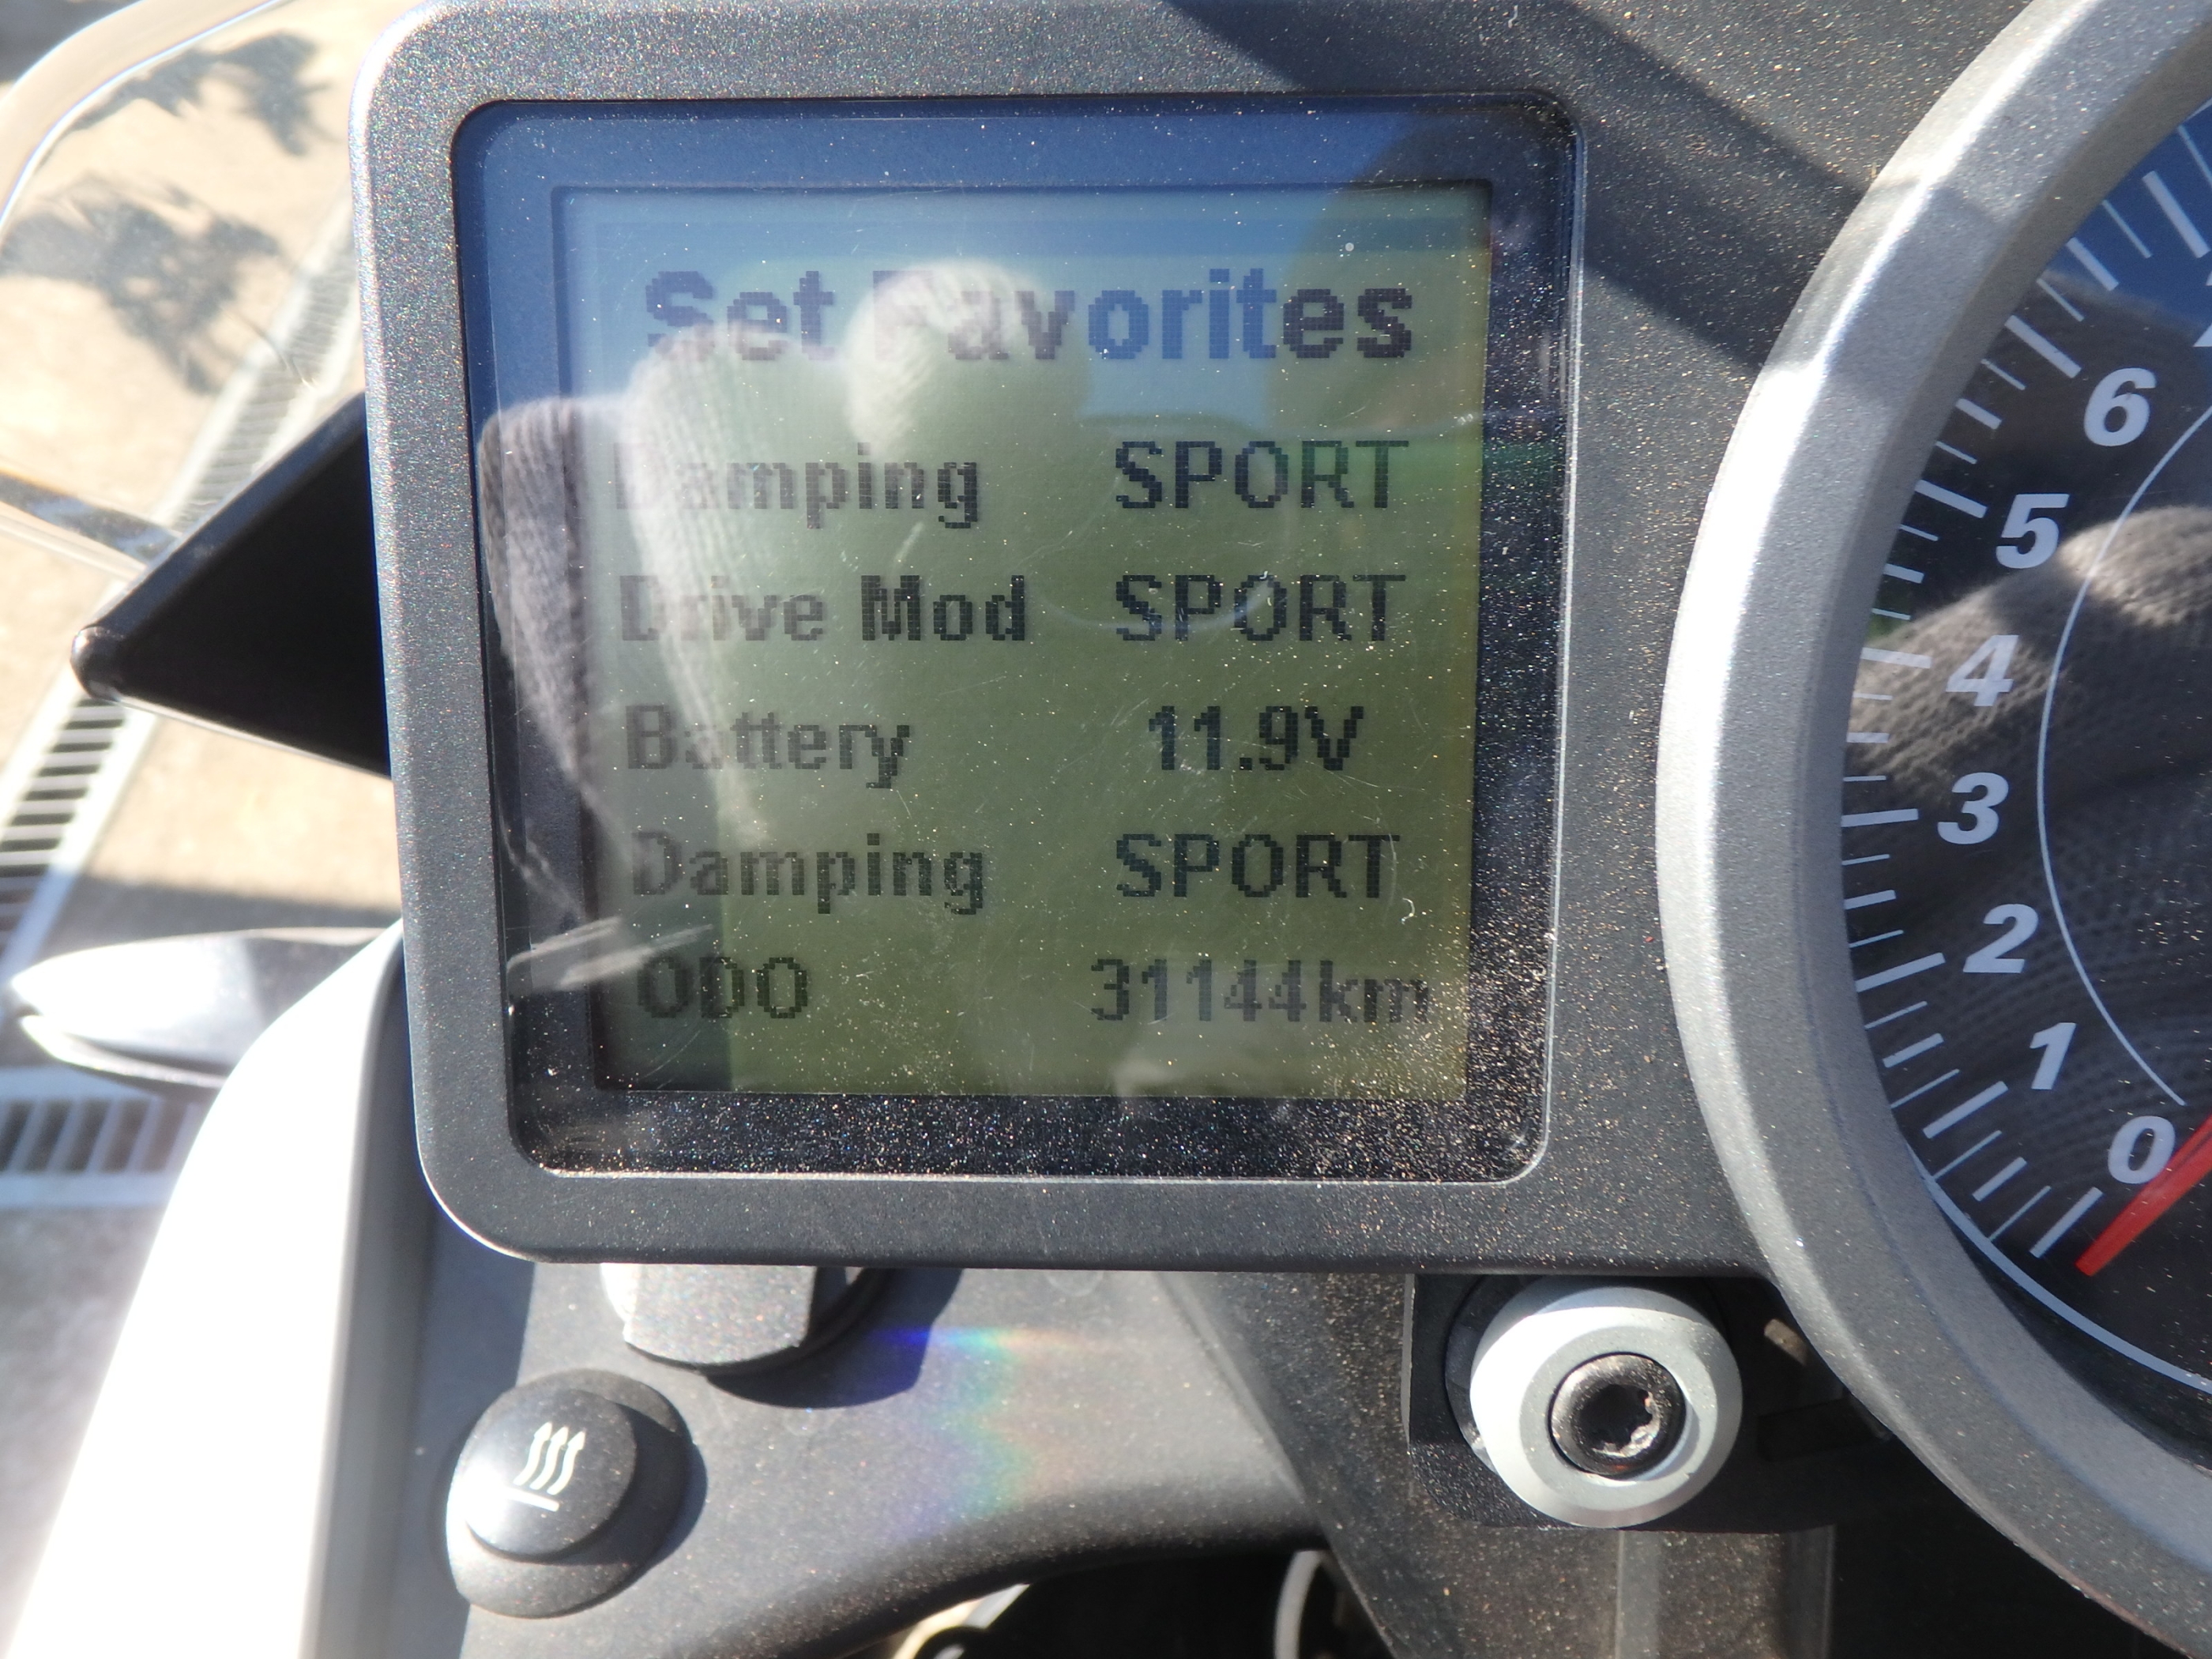 Set Favorites
Damping SPORT
Drive Mod SPORT
Battery 11.9V
Damping SPORT
ODO 31144km
6
5
4
3
2
1
0